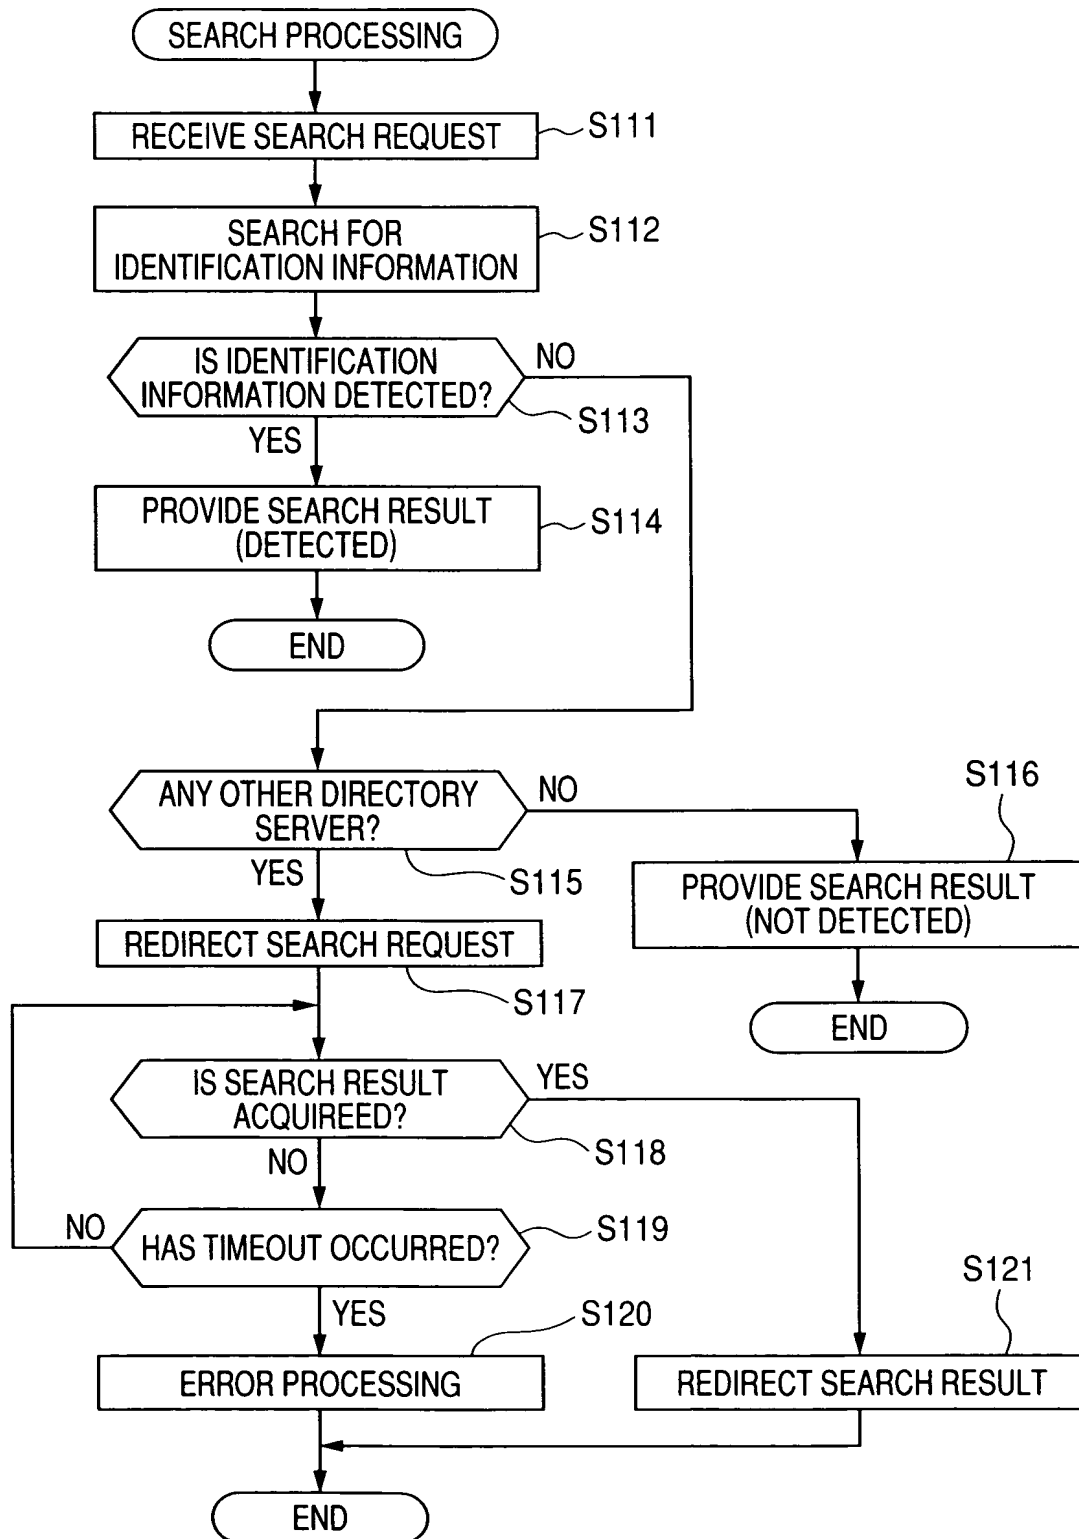 SEARCH PROCESSING
RECEIVE SEARCH REQUEST
S111
SEARCH FOR
IDENTIFICATION INFORMATION
S112
IS IDENTIFICATION
INFORMATION DETECTED?
NO
S113
YES
PROVIDE SEARCH RESULT
(DETECTED)
S114
END
ANY OTHER DIRECTORY
SERVER?
NO
S116
YES
S115
PROVIDE SEARCH RESULT
(NOT DETECTED)
REDIRECT SEARCH REQUEST
S117
END
IS SEARCH RESULT
ACQUIREED?
YES
S118
NO
NO
HAS TIMEOUT OCCURRED?
S119
YES
S120
S121
ERROR PROCESSING
REDIRECT SEARCH RESULT
END